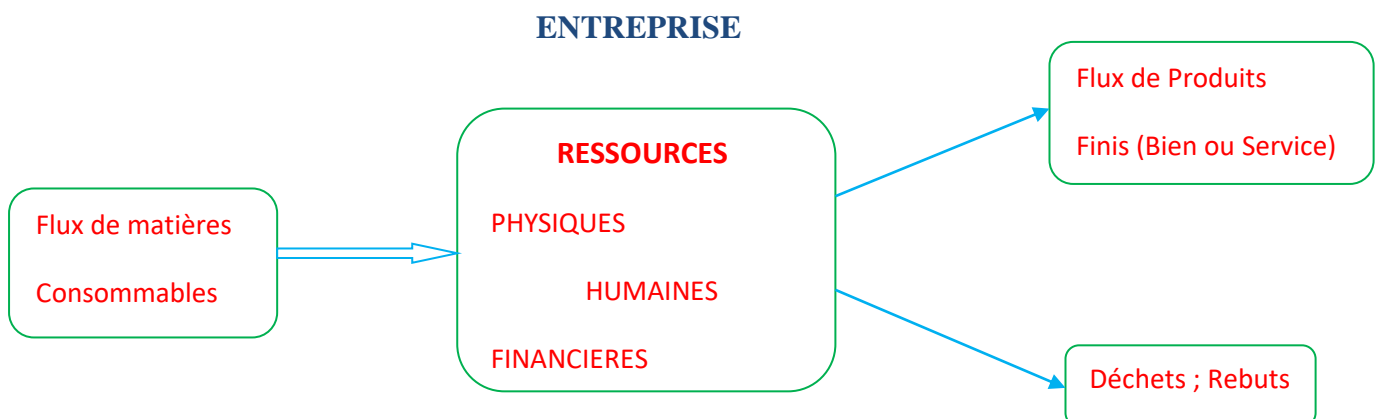 ENTREPRISE
Flux de matières
Consommables
RESSOURCES
PHYSIQUES
HUMAINES
FINANCIERES
Flux de Produits
Finis (Bien ou Service)
Déchets ; Rebuts